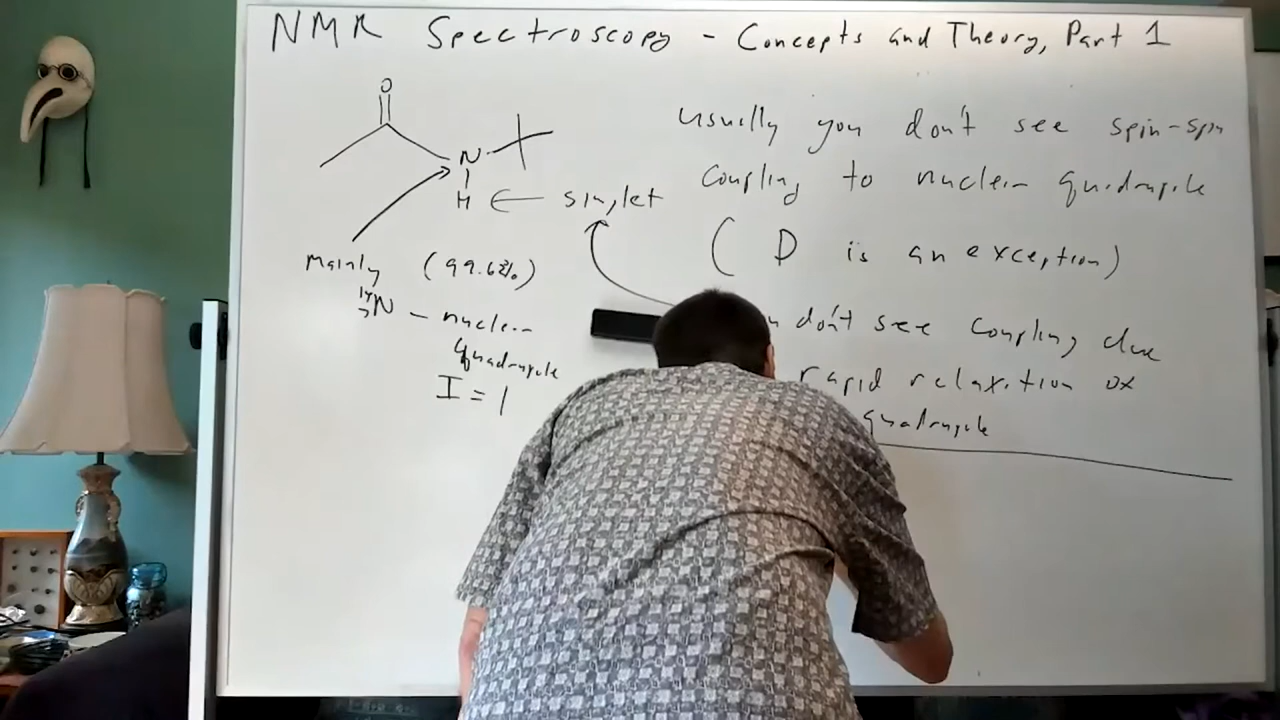 NMR Spectroscopy - Concepts and Theory, Part 1
O
N
H ← singlet
Mainly (99.6%)
14 7 N - nuclear
quadrupole
I = 1
usually you don't see spin-spin
coupling to nuclear quadrupole
( D is an exception)
don't see coupling due
rapid relaxation of
quadrupole